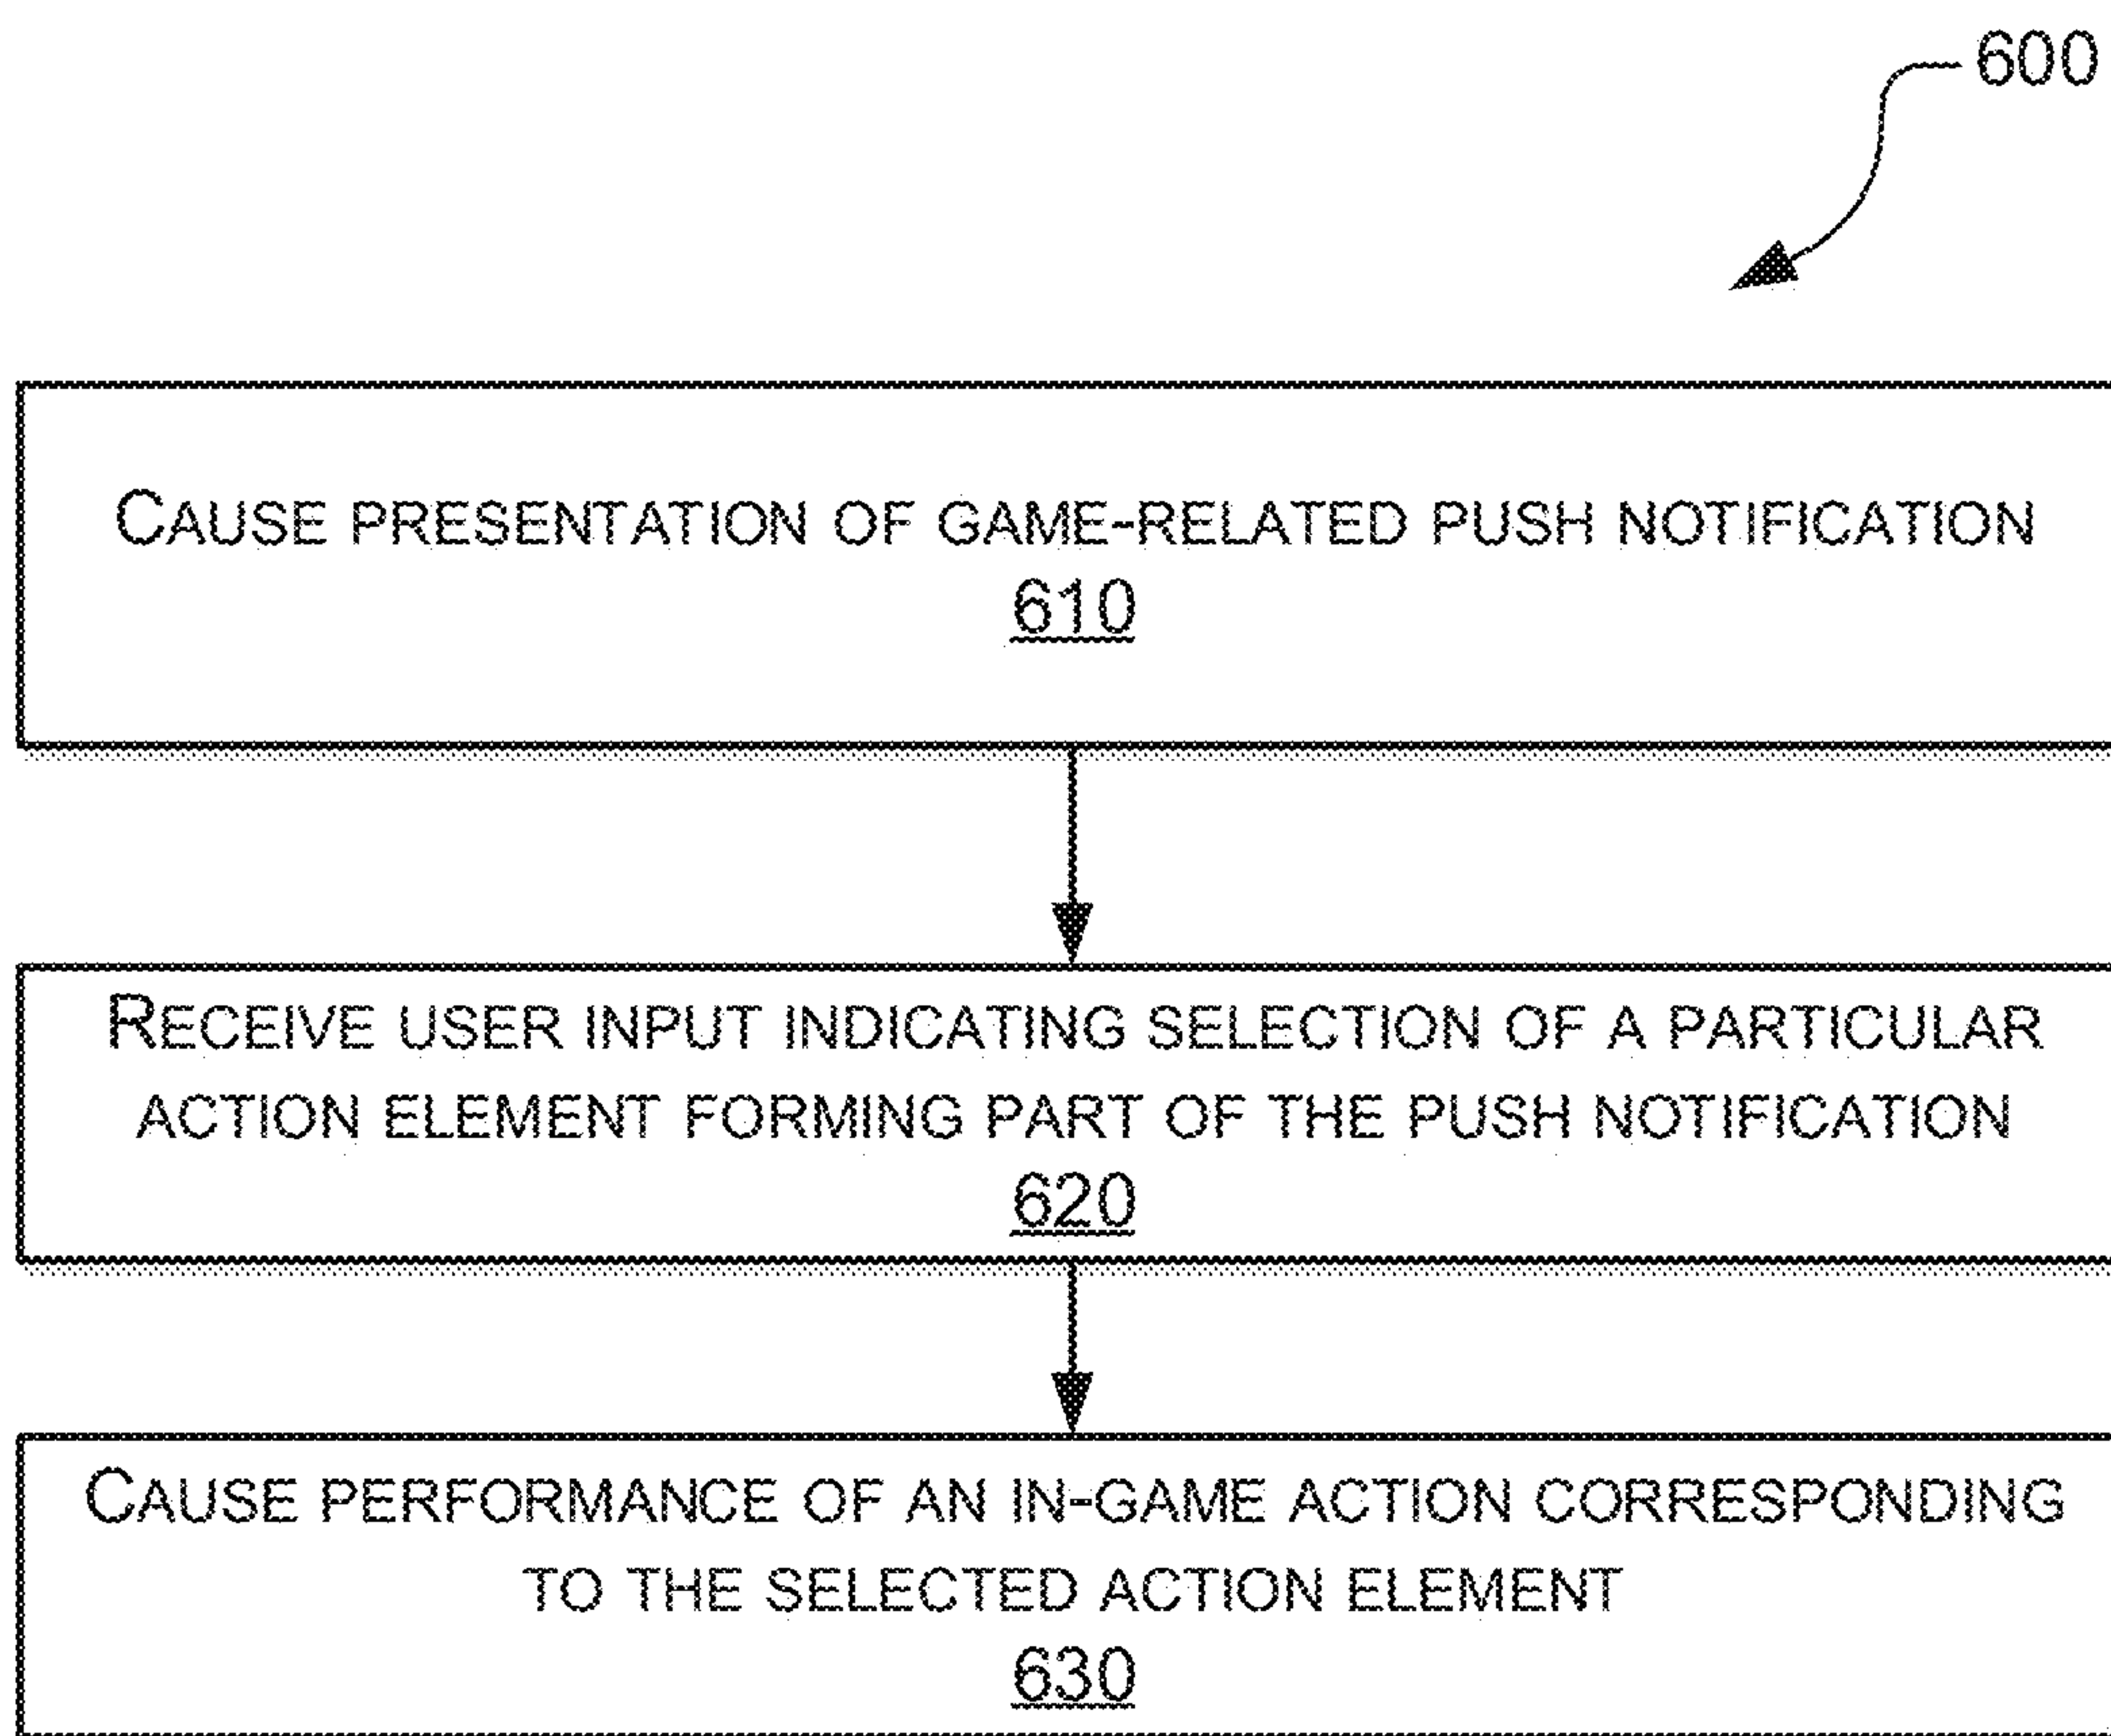 600
CAUSE PRESENTATION OF GAME-RELATED PUSH NOTIFICATION
610
RECEIVE USER INPUT INDICATING SELECTION OF A PARTICULAR
ACTION ELEMENT FORMING PART OF THE PUSH NOTIFICATION
620
CAUSE PERFORMANCE OF AN IN-GAME ACTION CORRESPONDING
TO THE SELECTED ACTION ELEMENT
630